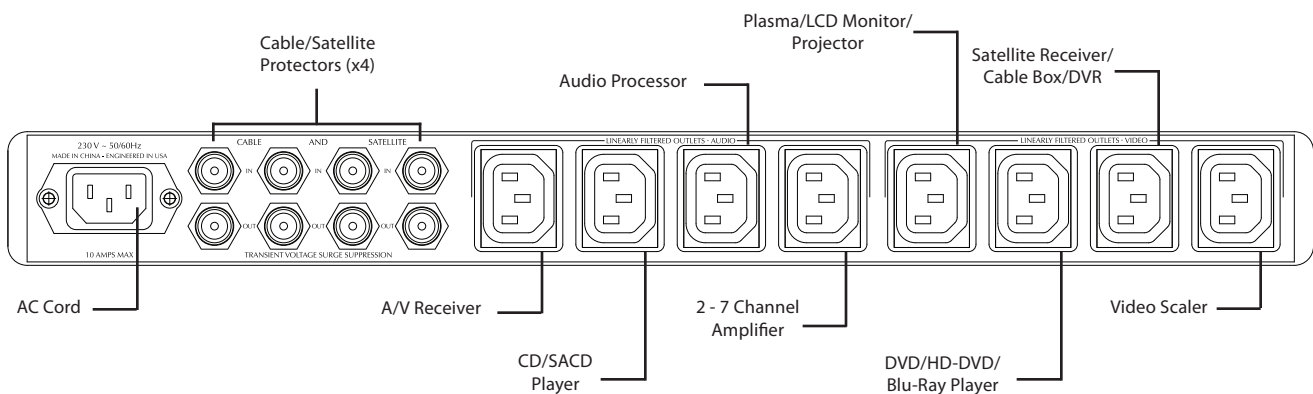 Plasma/LCD Monitor/
Projector
Cable/Satellite
Protectors (x4)
Satellite Receiver/
Cable Box/DVR
Audio Processor
230 V ~ 50/60Hz
MADE IN CHINA • ENGINEERED IN USA
CABLE AND SATELLITE
LINEARLY FILTERED OUTLETS - AUDIO
LINEARLY FILTERED OUTLETS - VIDEO
IN IN IN
OUT OUT OUT
10 AMPS MAX
TRANSIENT VOLTAGE SURGE SUPPRESSION
AC Cord
A/V Receiver
2 - 7 Channel
Amplifier
Video Scaler
CD/SACD
Player
DVD/HD-DVD/
Blu-Ray Player